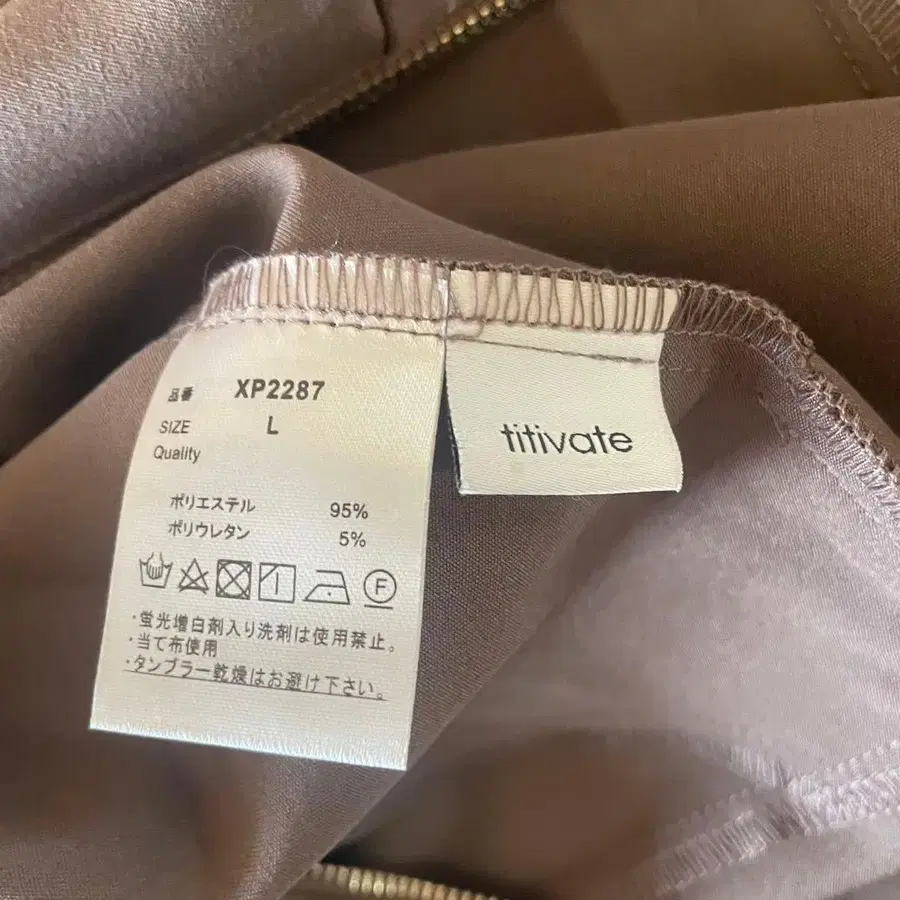 品番 XP2287
SIZE L
Quality
ポリエステル 95%
ポリウレタン 5%
F
・蛍光増白剤入り洗剤は使用禁止。
・当て布使用
・タンブラー乾燥はお避け下さい。
titivate